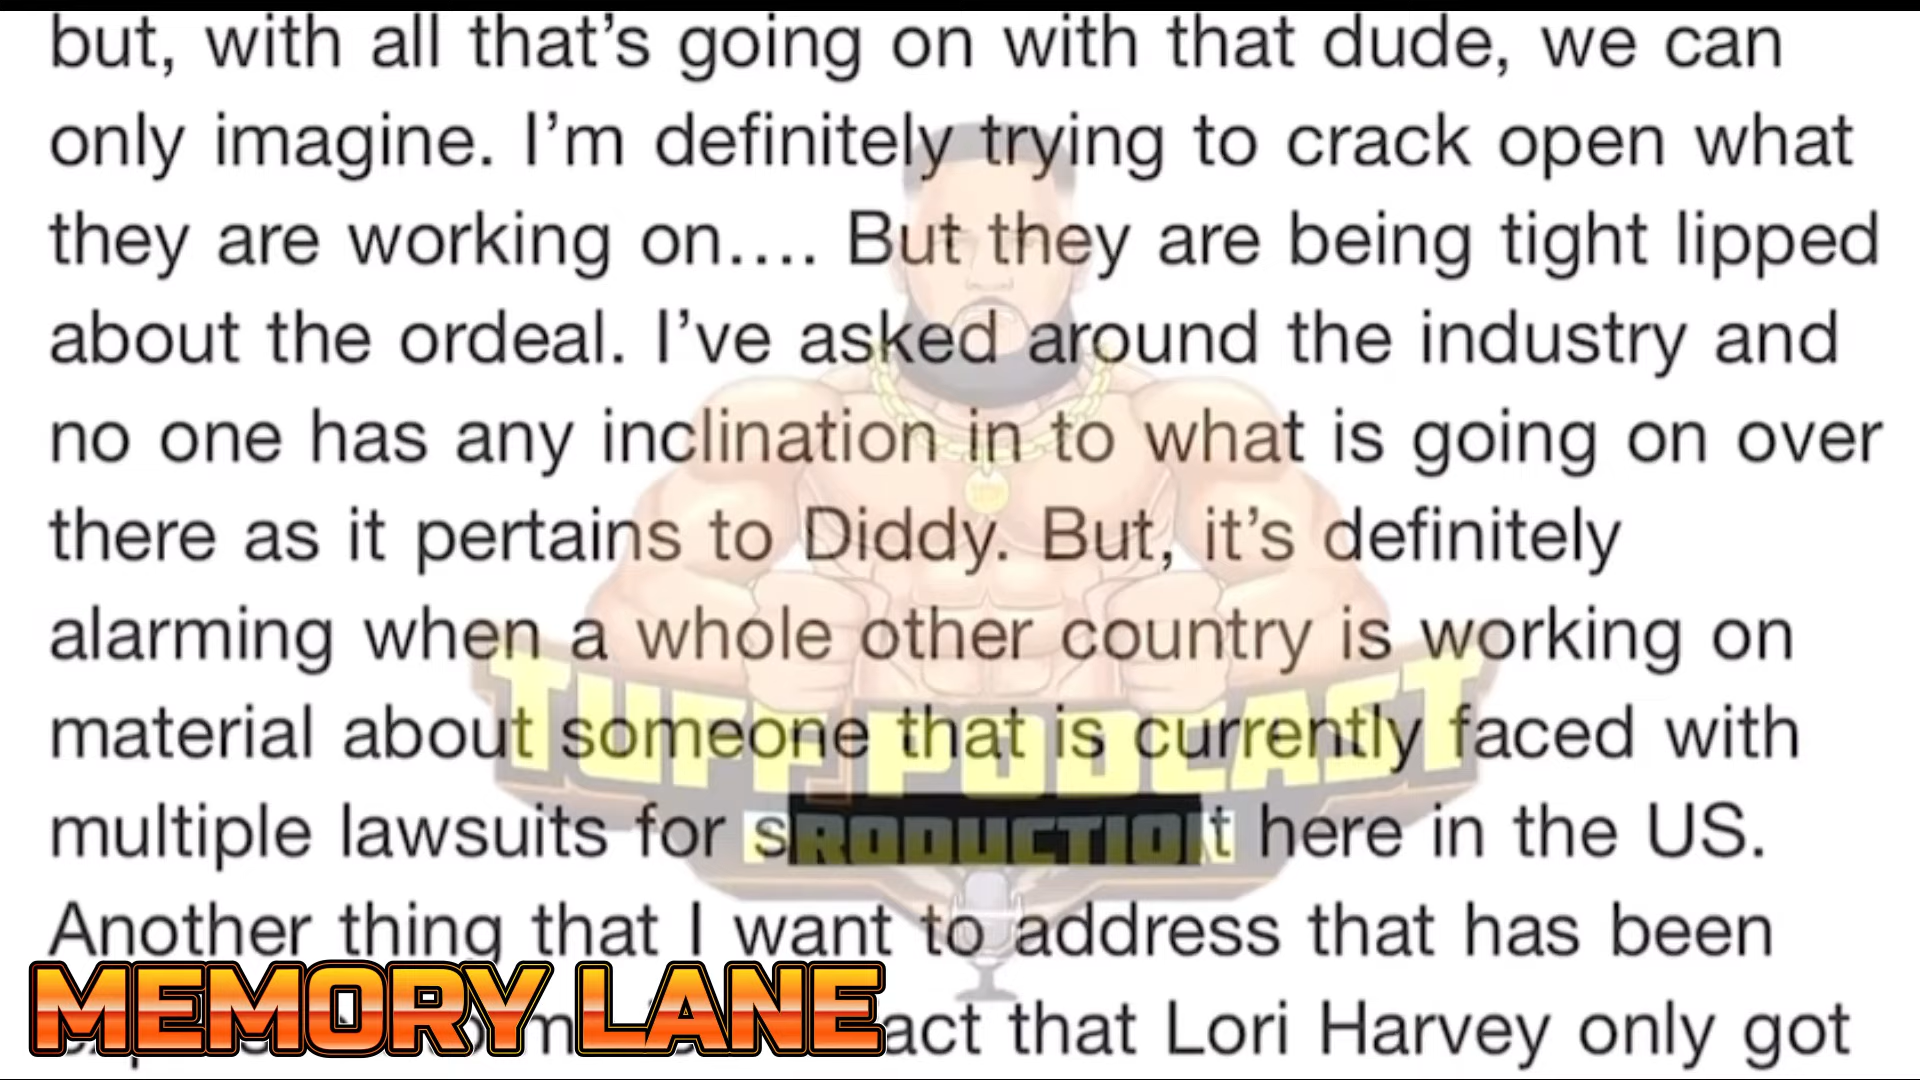 but, with all that's going on with that dude, we can
only imagine. I'm definitely trying to crack open what
they are working on.... But they are being tight lipped
about the ordeal. I've asked around the industry and
no one has any inclination in to what is going on over
there as it pertains to Diddy. But, it's definitely
alarming when a whole other country is working on
material about someone that is currently faced with
TUFF PODCAST
multiple lawsuits for s t here in the US.
PRODUCTION
Another thing that I want to address that has been
MEMORY LANE
act that Lori Harvey only got